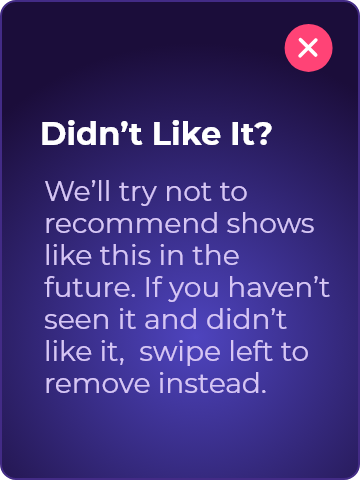 Didn’t Like It?
We’ll try not to
recommend shows
like this in the
future. If you haven’t
seen it and didn’t
like it,  swipe left to
remove instead.